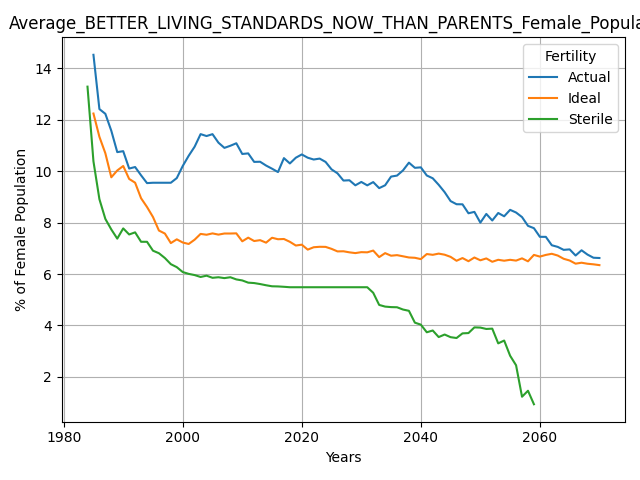 Average_BETTER_LIVING_STANDARDS_NOW_THAN_PARENTS_Female_Popula
Fertility
Actual
Ideal
Sterile
% of Female Population
14
12
10
8
6
4
2
1980 2000 2020 2040 2060
Years